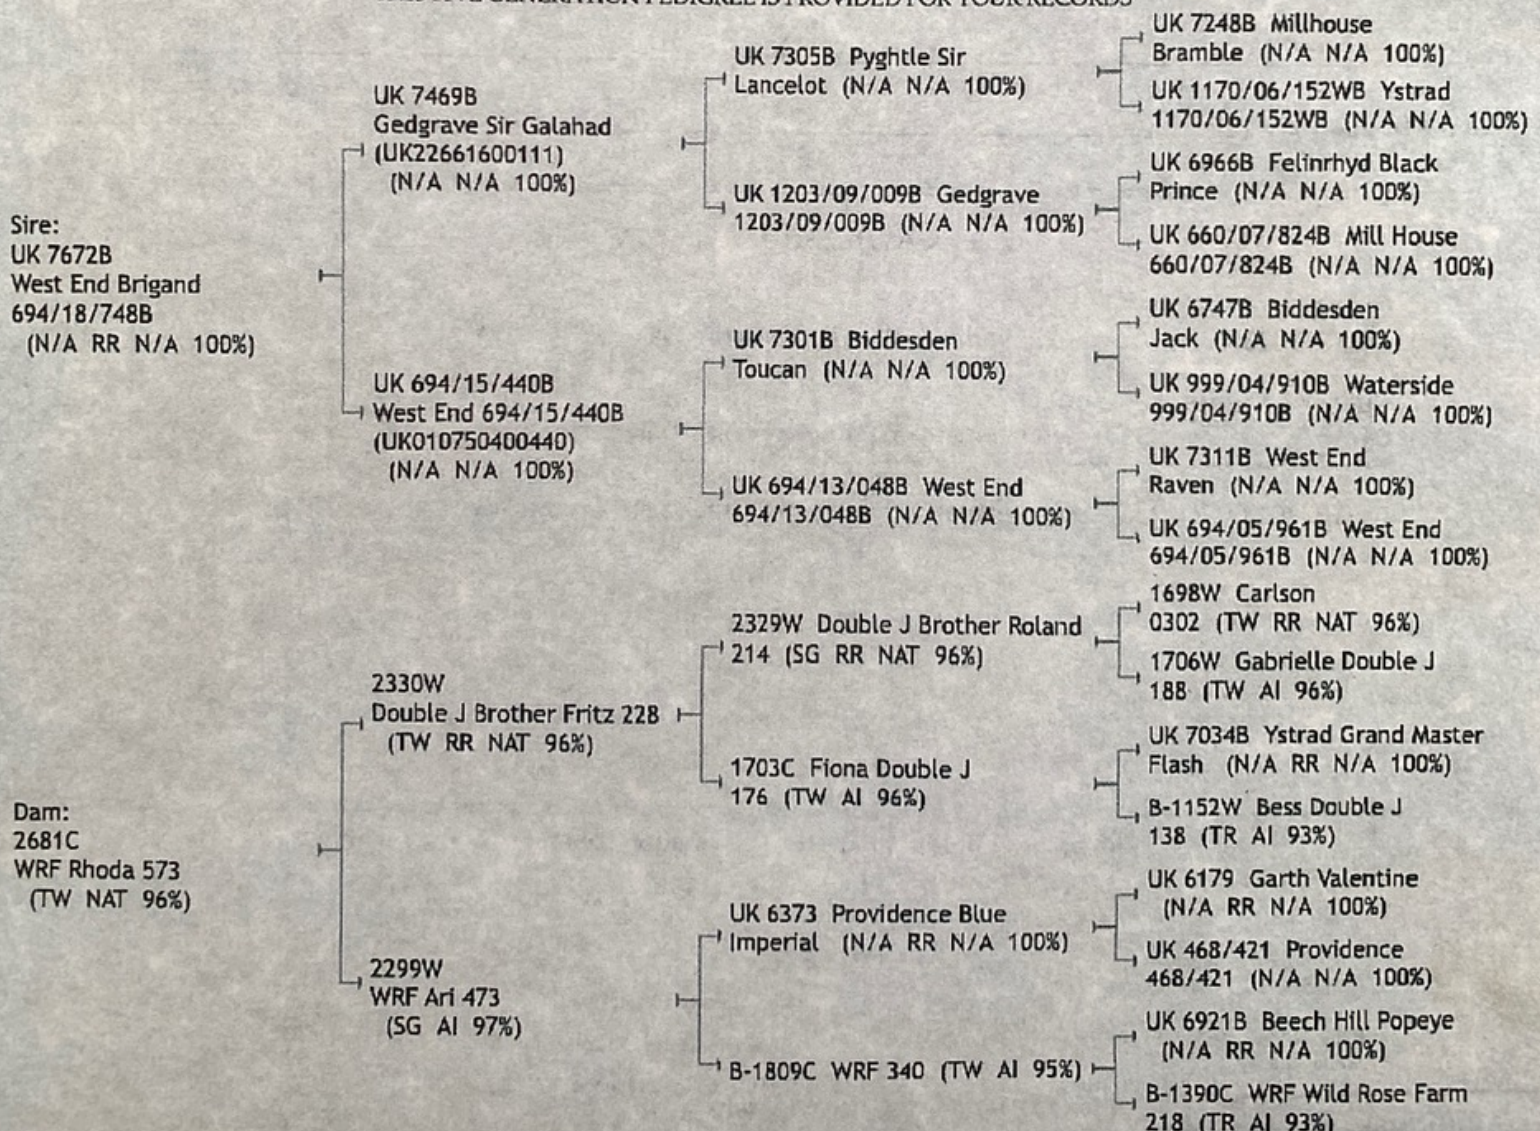 GENERATION PEDIGREE IS PROVIDED FOR YOUR RECORDS
Sire:
UK 7672B
West End Brigand
694/18/748B
(N/A RR N/A 100%)
UK 7469B
Gedgrave Sir Galahad
(UK22661600111)
(N/A N/A 100%)
UK 694/15/440B
West End 694/15/440B
(UK010750400440)
(N/A N/A 100%)
UK 7305B Pyghtle Sir
Lancelot (N/A N/A 100%)
UK 1203/09/009B Gedgrave
1203/09/009B (N/A N/A 100%)
UK 7301B Biddesden
Toucan (N/A N/A 100%)
UK 694/13/048B West End
694/13/048B (N/A N/A 100%)
UK 7248B Millhouse
Bramble (N/A N/A 100%)
UK 1170/06/152WB Ystrad
1170/06/152WB (N/A N/A 100%)
UK 6966B Felinrhyd Black
Prince (N/A N/A 100%)
UK 660/07/824B Mill House
660/07/824B (N/A N/A 100%)
UK 6747B Biddesden
Jack (N/A N/A 100%)
UK 999/04/910B Waterside
999/04/910B (N/A N/A 100%)
UK 7311B West End
Raven (N/A N/A 100%)
UK 694/05/961B West End
694/05/961B (N/A N/A 100%)
Dam:
2681C
WRF Rhoda 573
(TW NAT 96%)
2330W
Double J Brother Fritz 228
(TW RR NAT 96%)
2299W
WRF Ari 473
(SG AI 97%)
2329W Double J Brother Roland
214 (SG RR NAT 96%)
1703C Fiona Double J
176 (TW AI 96%)
UK 6373 Providence Blue
Imperial (N/A RR N/A 100%)
B-1809C WRF 340 (TW AI 95%)
1698W Carlson
0302 (TW RR NAT 96%)
1706W Gabrielle Double J
188 (TW AI 96%)
UK 7034B Ystrad Grand Master
Flash (N/A RR N/A 100%)
B-1152W Bess Double J
138 (TR AI 93%)
UK 6179 Garth Valentine
(N/A RR N/A 100%)
UK 468/421 Providence
468/421 (N/A N/A 100%)
UK 6921B Beech Hill Popeye
(N/A RR N/A 100%)
B-1390C WRF Wild Rose Farm
218 (TR AI 93%)